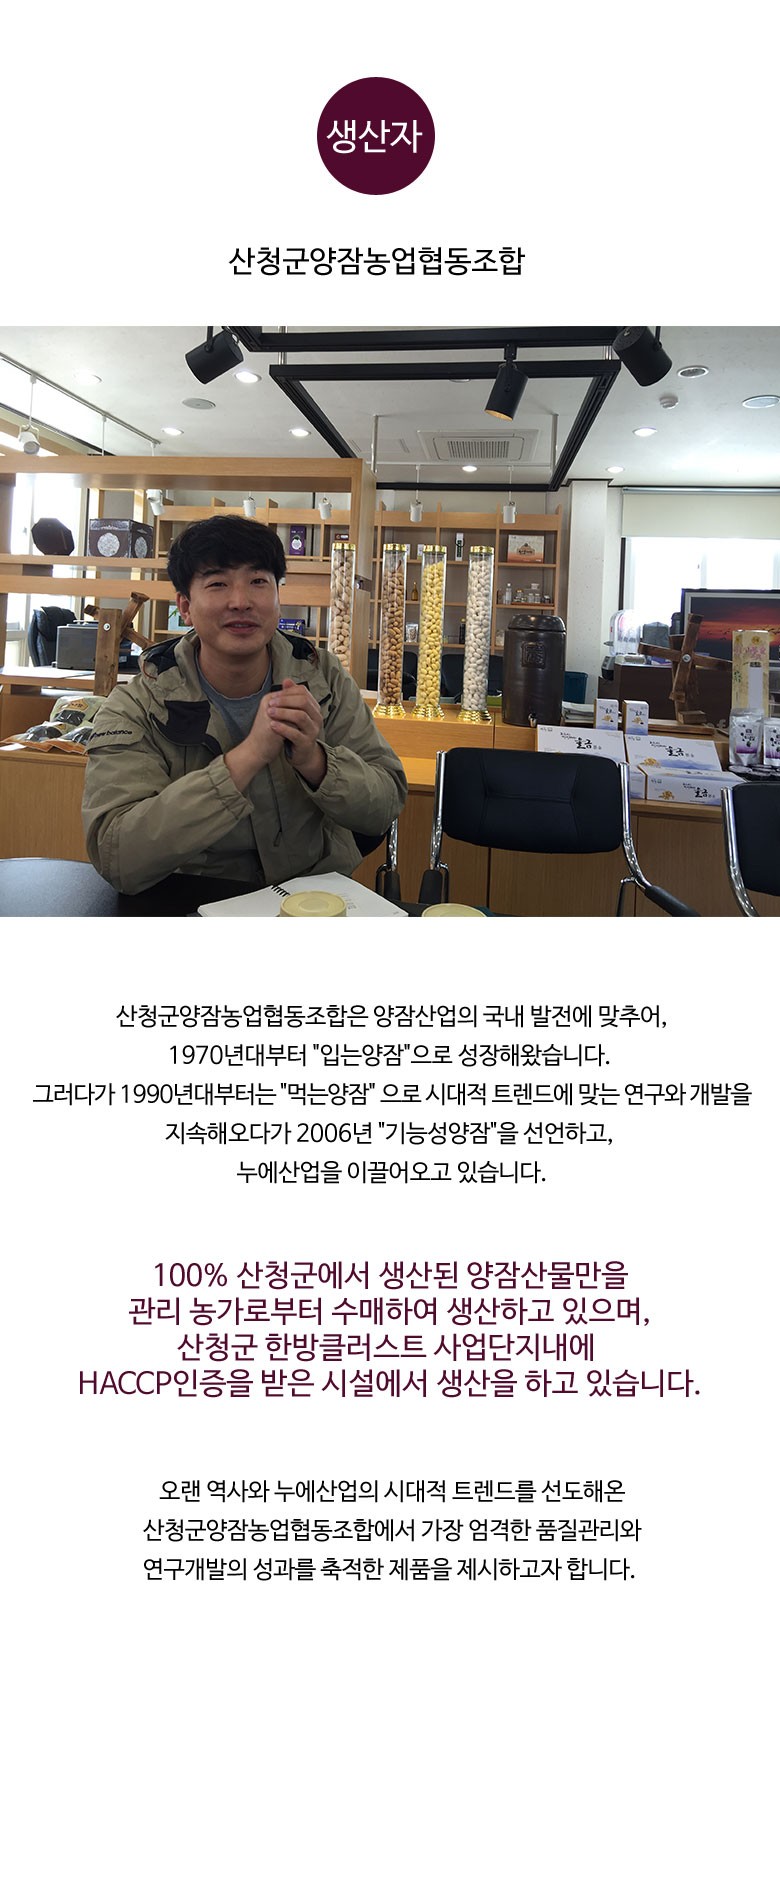 생산자
산청군양잠농업협동조합
new balance
산청군양잠농업협동조합은 양잠산업의 국내 발전에 맞추어,
1970년대부터 "입는양잠"으로 성장해왔습니다.
그러다가 1990년대부터는 "먹는양잠" 으로 시대적 트렌드에 맞는 연구와 개발을
지속해오다가 2006년 "기능성양잠"을 선언하고,
누에산업을 이끌어오고 있습니다.
100% 산청군에서 생산된 양잠산물만을
관리 농가로부터 수매하여 생산하고 있으며,
산청군 한방클러스트 사업단지내에
HACCP인증을 받은 시설에서 생산을 하고 있습니다.
오랜 역사와 누에산업의 시대적 트렌드를 선도해온
산청군양잠농업협동조합에서 가장 엄격한 품질관리와
연구개발의 성과를 축적한 제품을 제시하고자 합니다.